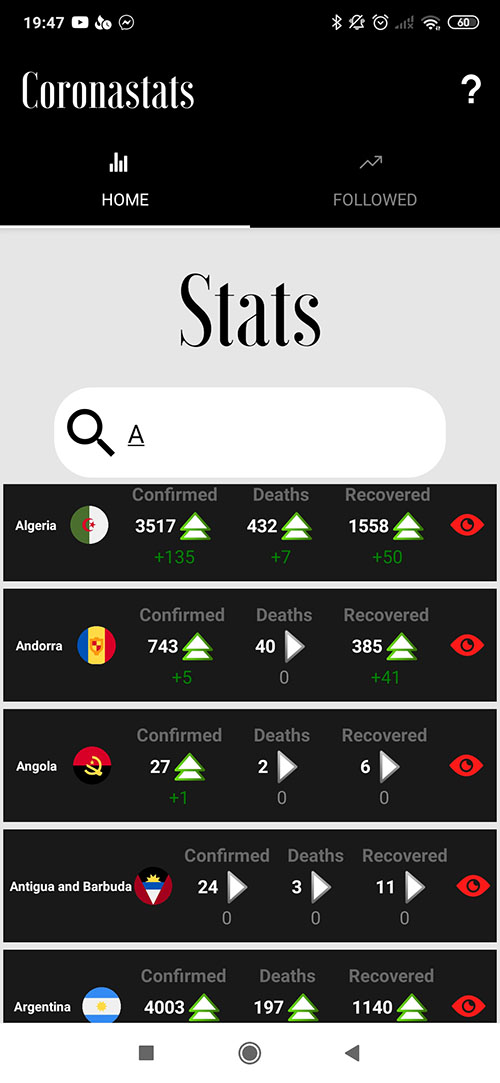 19:47 60
Coronastats ?
HOME FOLLOWED
Stats
A
Confirmed Deaths Recovered
Algeria 3517 432 1558
+135 +7 +50
Confirmed Deaths Recovered
Andorra 743 40 385
+5 0 +41
Confirmed Deaths Recovered
Angola 27 2 6
+1 0 0
Confirmed Deaths Recovered
Antigua and Barbuda 24 3 11
0 0 0
Confirmed Deaths Recovered
Argentina 4003 197 1140